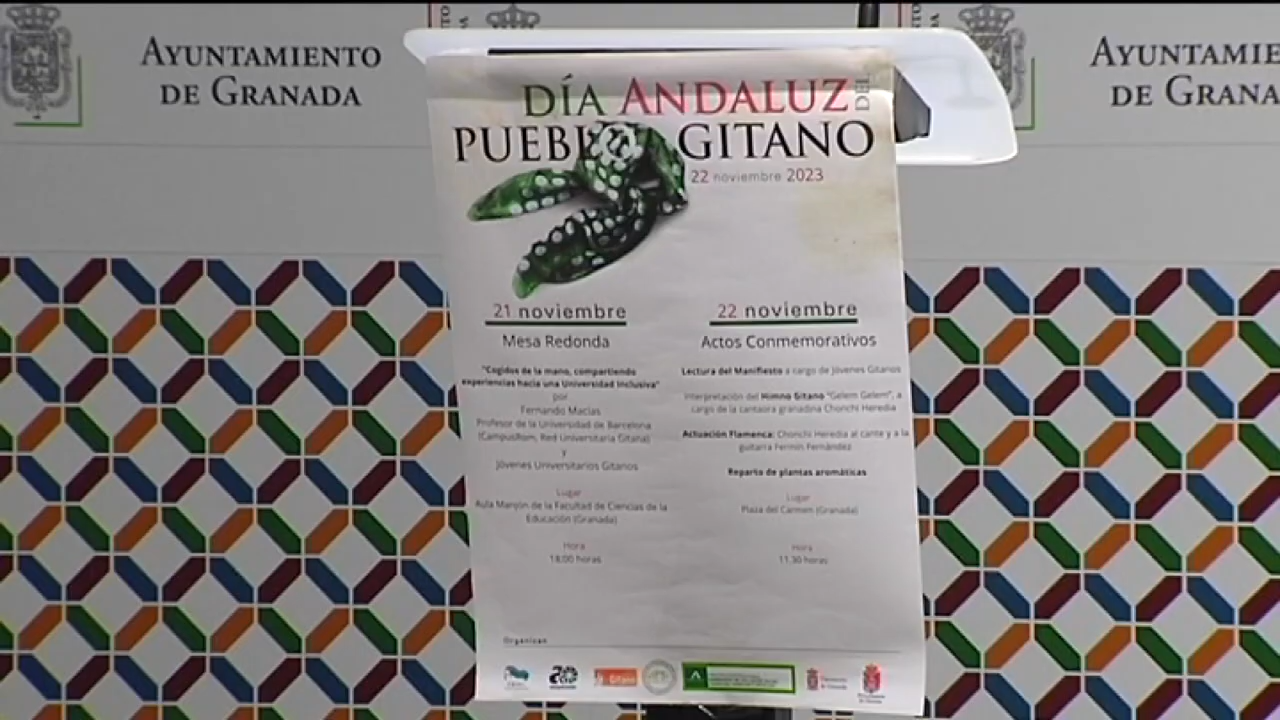 AYUNTAMIENTO
DE GRANADA
AYUNTAMIE
DE GRANA
DÍA ANDALUZ DEL
PUEBL GITANO
22 noviembre 2023
21 noviembre
Mesa Redonda
"Cogidos de la mano, compartiendo
experiencias hacia una Universidad Inclusiva"
por
Fernando Macías
Profesor de la Universidad de Barcelona
(CampusRom, Red Universitaria Gitana)
y
Jóvenes Universitarios Gitanos
Lugar
Aula Manjón de la Facultad de Ciencias de la
Educación (Granada)
Hora
18:00 horas
22 noviembre
Actos Conmemorativos
Lectura del Manifiesto a cargo de Jóvenes Gitanos
Interpretación del Himno Gitano "Gelem Gelem", a
cargo de la cantaora granadina Chonchi Heredia
Actuación Flamenca: Chonchi Heredia al cante y a la
guitarra Fermín Fernández
Reparto de plantas aromáticas
Lugar
Plaza del Carmen (Granada)
Hora
11.30 horas
Organizan